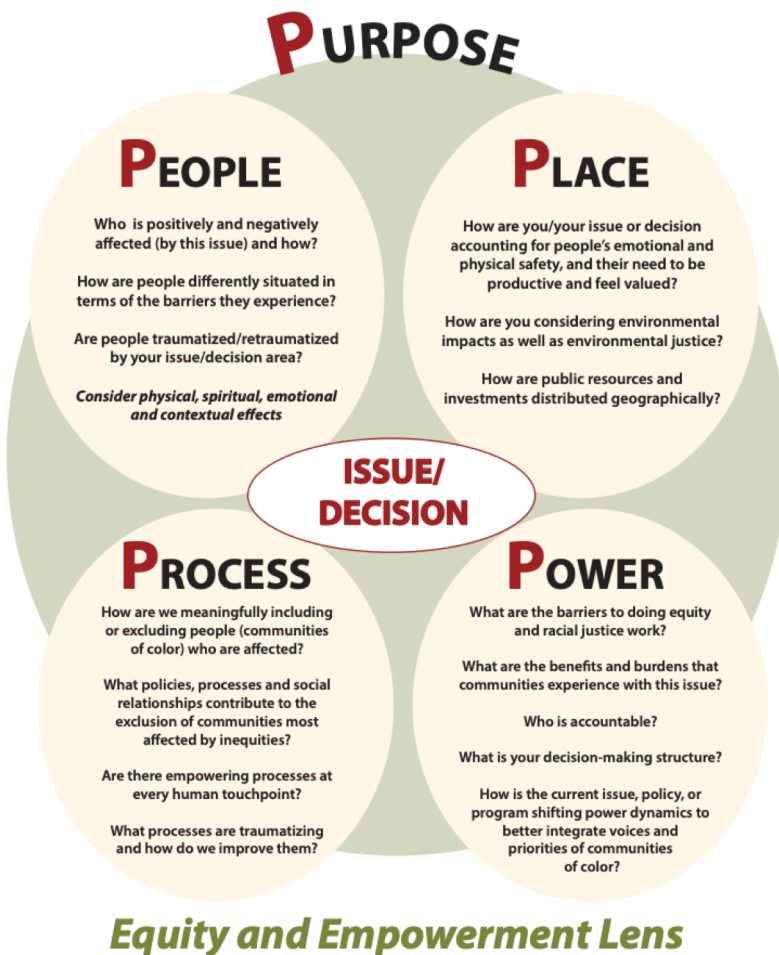 PURPOSE
PEOPLE
Who is positively and negatively
affected (by this issue) and how?
How are people differently situated in
terms of the barriers they experience?
Are people traumatized/retraumatized
by your issue/decision area?
Consider physical, spiritual, emotional
and contextual effects
PLACE
How are you/your issue or decision
accounting for people's emotional and
physical safety, and their need to be
productive and feel valued?
How are you considering environmental
impacts as well as environmental justice?
How are public resources and
investments distributed geographically?
ISSUE/
DECISION
PROCESS
How are we meaningfully including
or excluding people (communities
of color) who are affected?
What policies, processes and social
relationships contribute to the
exclusion of communities most
affected by inequities?
Are there empowering processes at
every human touchpoint?
What processes are traumatizing
and how do we improve them?
POWER
What are the barriers to doing equity
and racial justice work?
What are the benefits and burdens that
communities experience with this issue?
Who is accountable?
What is your decision-making structure?
How is the current issue, policy, or
program shifting power dynamics to
better integrate voices and
priorities of communities
of color?
Equity and Empowerment Lens